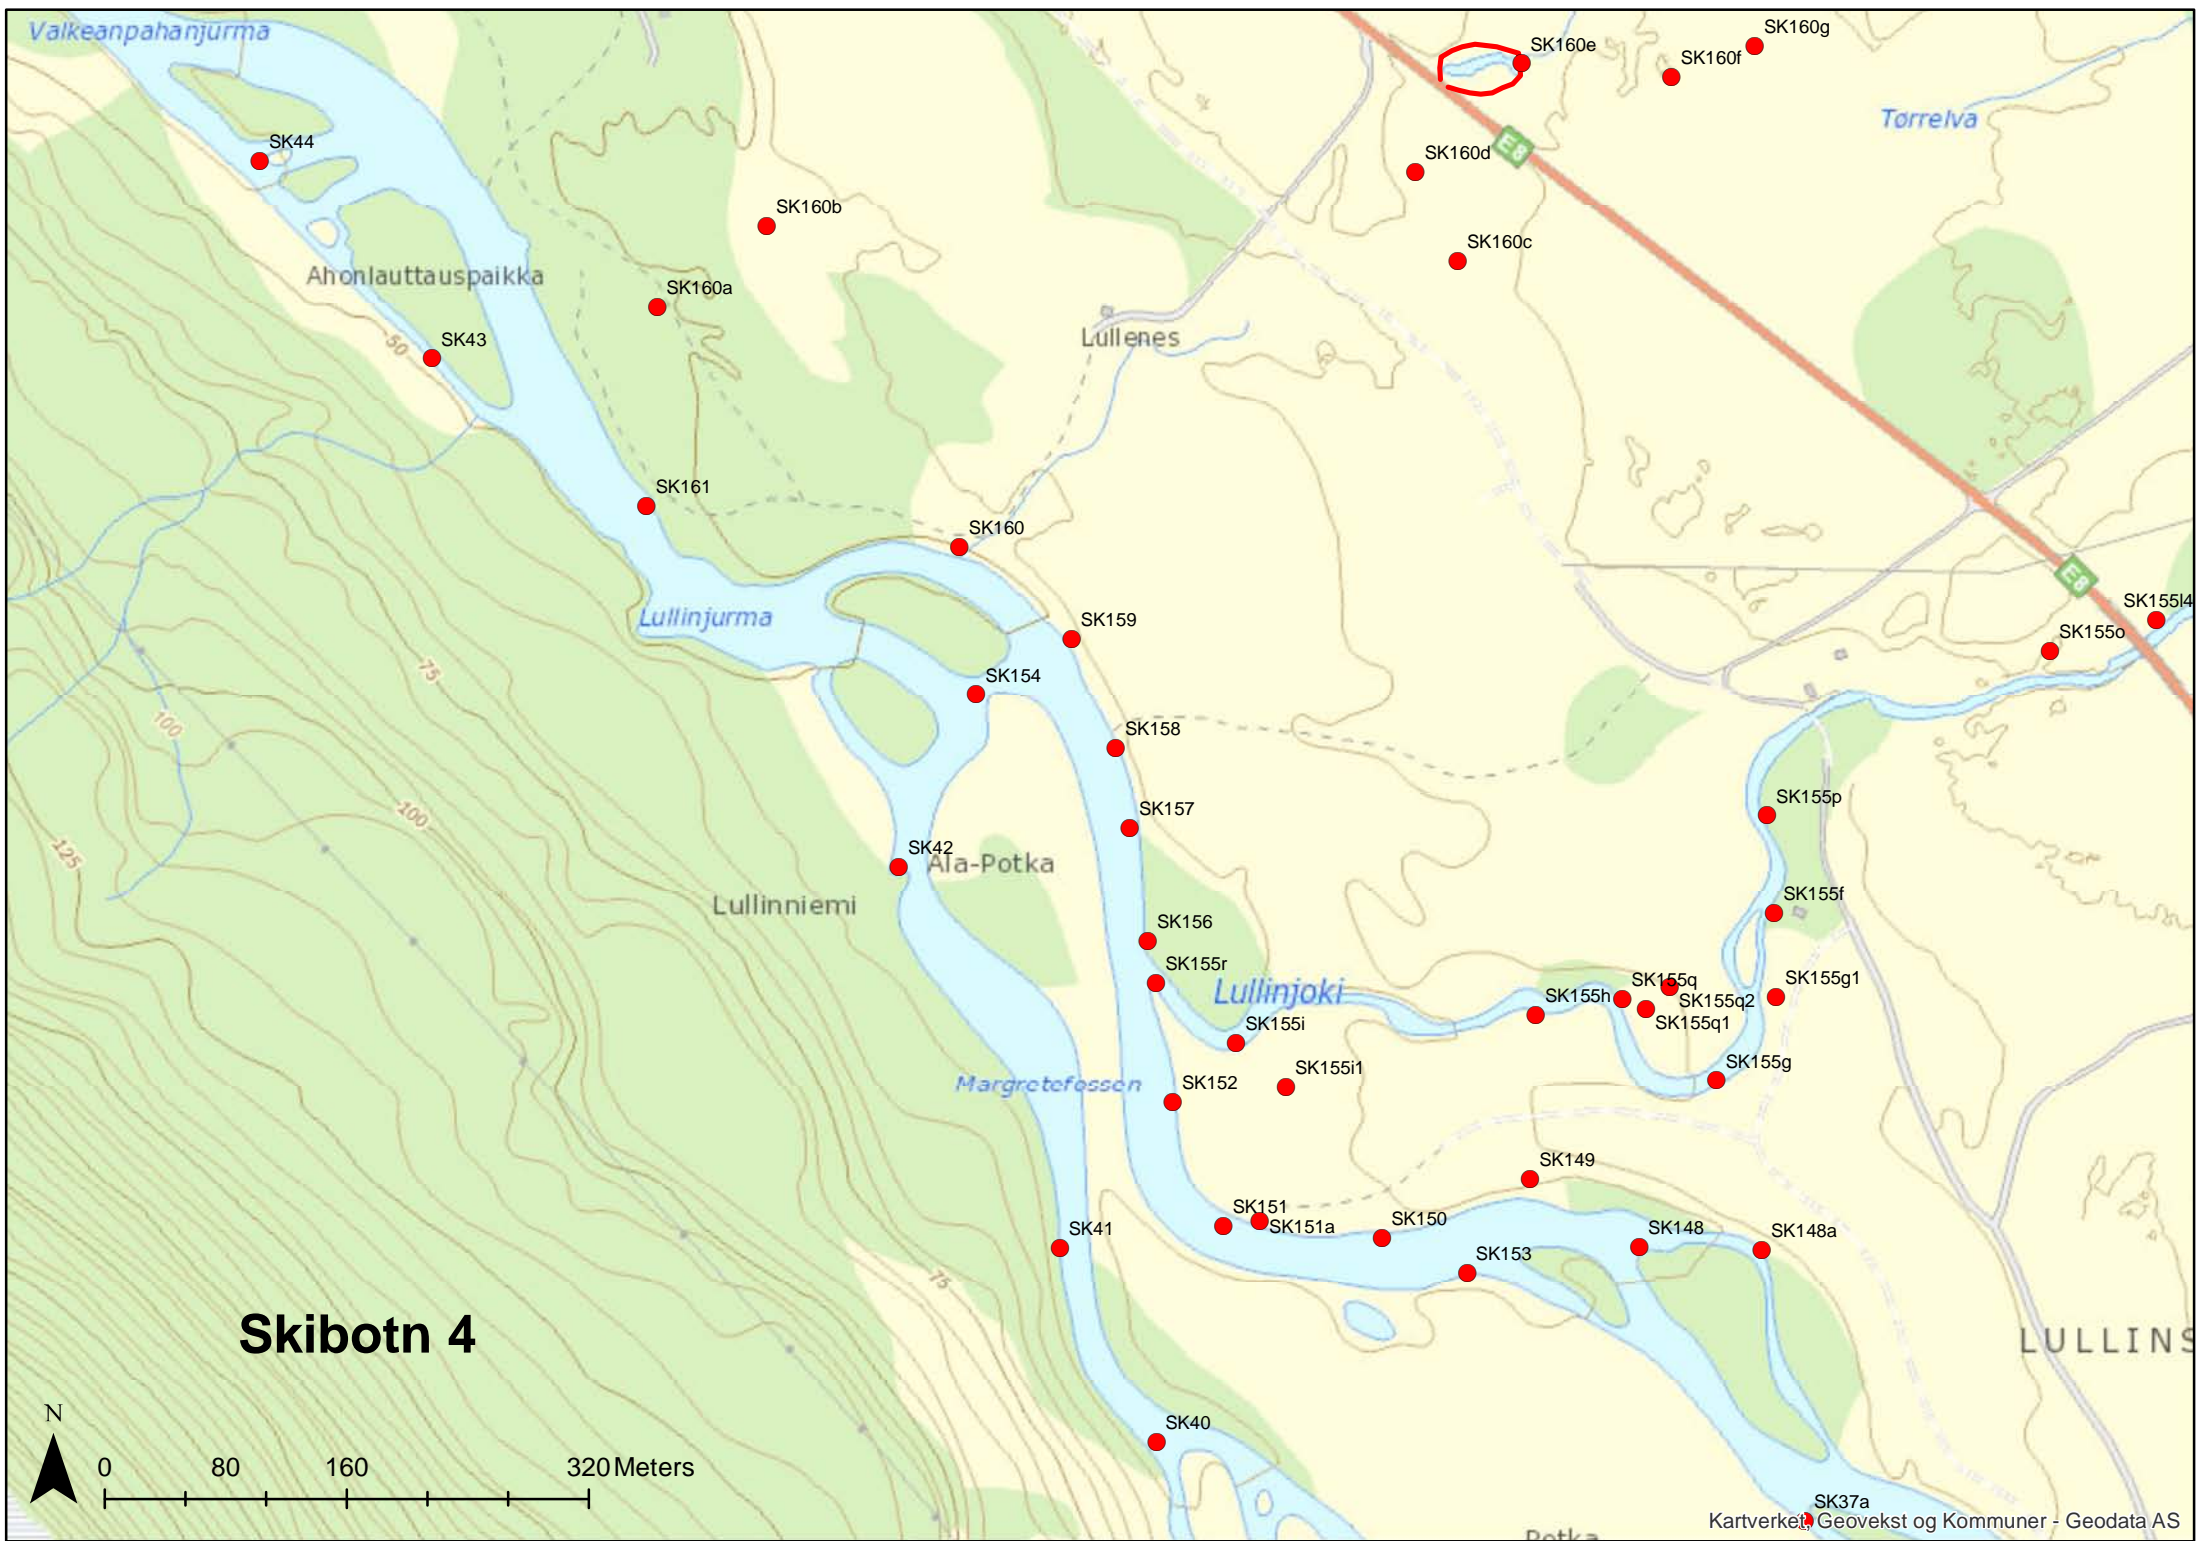 Valkeanpahanjurma
SK160g
SK160e
SK160f
Tørrelva
E8
SK44
SK160d
SK160b
SK160c
Ahonlauttauspaikka
SK160a
50
SK43
Lullenes
SK161
SK160
E8
SK155l4
Lullinjurma
SK159
SK155o
75
SK154
100
SK158
SK155p
100
SK157
125
SK42
Ala-Potka
Lullinniemi
SK155f
SK156
SK155r
Lullinjoki
SK155h
SK155q
SK155q2
SK155q1
SK155g1
SK155i
SK155i1
SK155g
Margretefossen
SK152
SK149
SK151
SK151a
SK150
SK148
SK148a
SK41
SK153
75
Skibotn 4
LULLINS
N
SK40
0 80 160 320 Meters
SK37a
Kartverket, Geovekst og Kommuner - Geodata AS
Potka